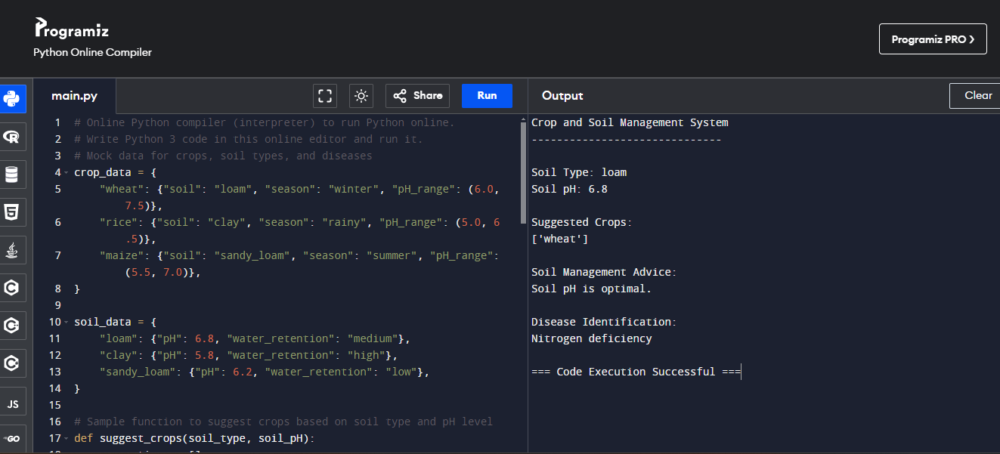 Programiz
Python Online Compiler
Programiz PRO ❯
main.py
Share
Run
Output
Clear
1 # Online Python compiler (interpreter) to run Python online.
2 # Write Python 3 code in this online editor and run it.
3 # Mock data for crops, soil types, and diseases
4 crop_data = {
5 "wheat": {"soil": "loam", "season": "winter", "pH_range": (6.0,
7.5)},
6 "rice": {"soil": "clay", "season": "rainy", "pH_range": (5.0, 6
.5)},
7 "maize": {"soil": "sandy_loam", "season": "summer", "pH_range":
(5.5, 7.0)},
8 }
9
10 soil_data = {
11 "loam": {"pH": 6.8, "water_retention": "medium"},
12 "clay": {"pH": 5.8, "water_retention": "high"},
13 "sandy_loam": {"pH": 6.2, "water_retention": "low"},
14 }
15
16 # Sample function to suggest crops based on soil type and pH level
17 def suggest_crops(soil_type, soil_pH):
Crop and Soil Management System
------------------------------
Soil Type: loam
Soil pH: 6.8
Suggested Crops:
['wheat']
Soil Management Advice:
Soil pH is optimal.
Disease Identification:
Nitrogen deficiency
=== Code Execution Successful ===
R
5
C
C
C
JS
GO